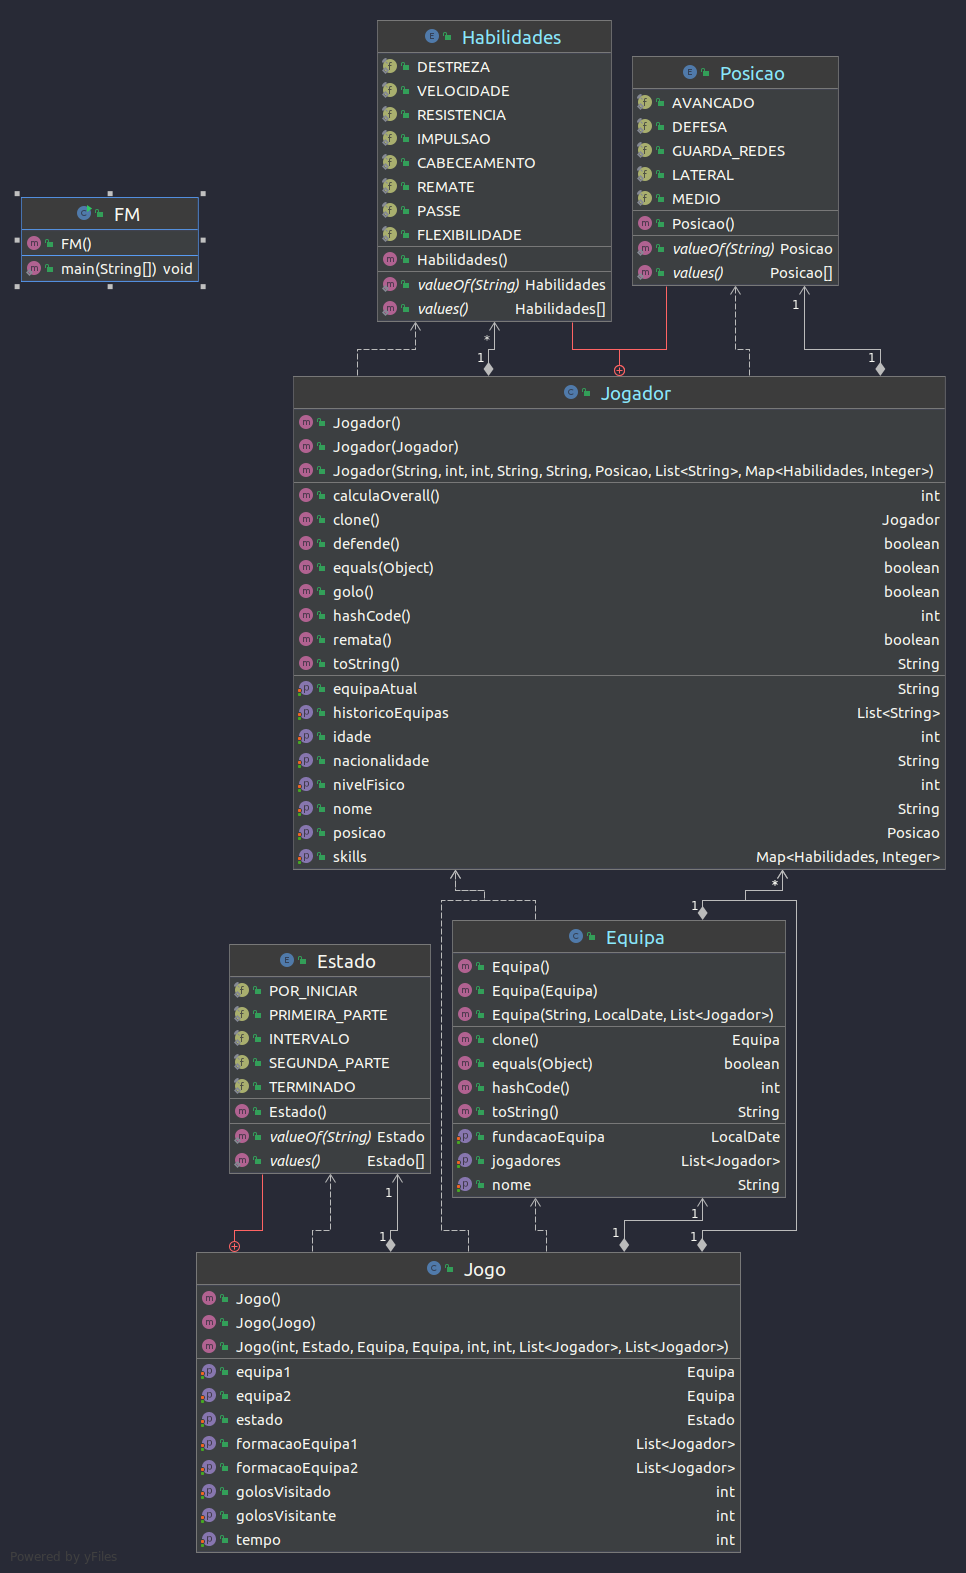 Habilidades
DESTREZA
VELOCIDADE
RESISTENCIA
IMPULSAO
CABECEAMENTO
REMATE
PASSE
FLEXIBILIDADE
Habilidades()
valueOf(String) Habilidades
values() Habilidades[]
Posicao
AVANCADO
DEFESA
GUARDA_REDES
LATERAL
MEDIO
Posicao()
valueOf(String) Posicao
values() Posicao[]
FM
FM()
main(String[]) void
*
1
1
1
Jogador
Jogador()
Jogador(Jogador)
Jogador(String, int, int, String, String, Posicao, List<String>, Map<Habilidades, Integer>)
calculaOverall() int
clone() Jogador
defende() boolean
equals(Object) boolean
golo() boolean
hashCode() int
remata() boolean
toString() String
equipaAtual String
historicoEquipas List<String>
idade int
nacionalidade String
nivelFisico int
nome String
posicao Posicao
skills Map<Habilidades, Integer>
*
1
Equipa
Equipa()
Equipa(Equipa)
Equipa(String, LocalDate, List<Jogador>)
clone() Equipa
equals(Object) boolean
hashCode() int
toString() String
fundacaoEquipa LocalDate
jogadores List<Jogador>
nome String
Estado
POR_INICIAR
PRIMEIRA_PARTE
INTERVALO
SEGUNDA_PARTE
TERMINADO
Estado()
valueOf(String) Estado
values() Estado[]
1
1
1
1
1
Jogo
Jogo()
Jogo(Jogo)
Jogo(int, Estado, Equipa, Equipa, int, int, List<Jogador>, List<Jogador>)
equipa1 Equipa
equipa2 Equipa
estado Estado
formacaoEquipa1 List<Jogador>
formacaoEquipa2 List<Jogador>
golosVisitado int
golosVisitante int
tempo int
Powered by yFiles